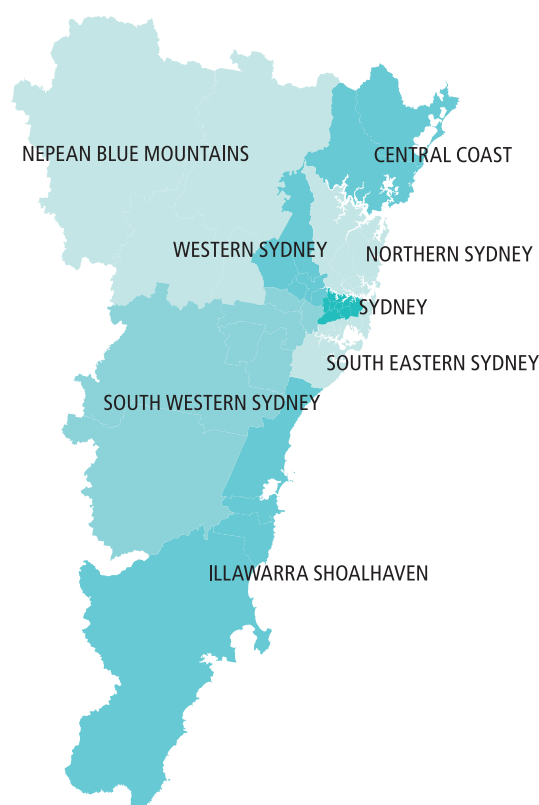 NEPEAN BLUE MOUNTAINS
CENTRAL COAST
WESTERN SYDNEY
NORTHERN SYDNEY
SYDNEY
SOUTH EASTERN SYDNEY
SOUTH WESTERN SYDNEY
ILLAWARRA SHOALHAVEN